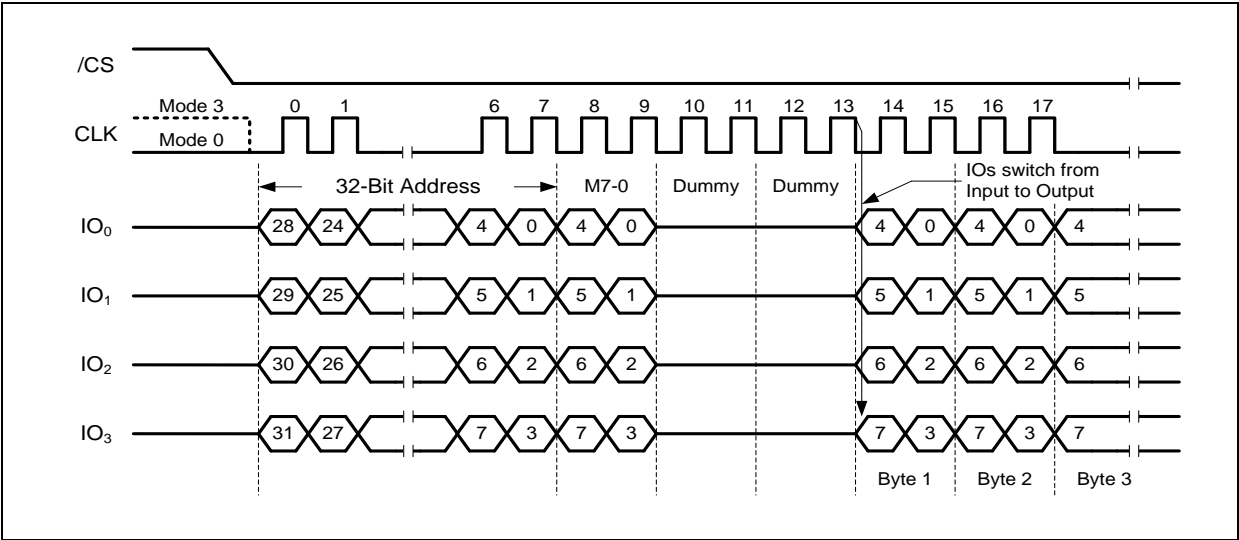 /CS
Mode 3 0 1 6 7 8 9 10 11 12 13 14 15 16 17
CLK
Mode 0
32-Bit Address M7-0 Dummy Dummy IOs switch from
Input to Output
IO₀ 28 24 4 0 4 0 4 0 4 0 4
IO₁ 29 25 5 1 5 1 5 1 5 1 5
IO₂ 30 26 6 2 6 2 6 2 6 2 6
IO₃ 31 27 7 3 7 3 7 3 7 3 7
Byte 1 Byte 2 Byte 3